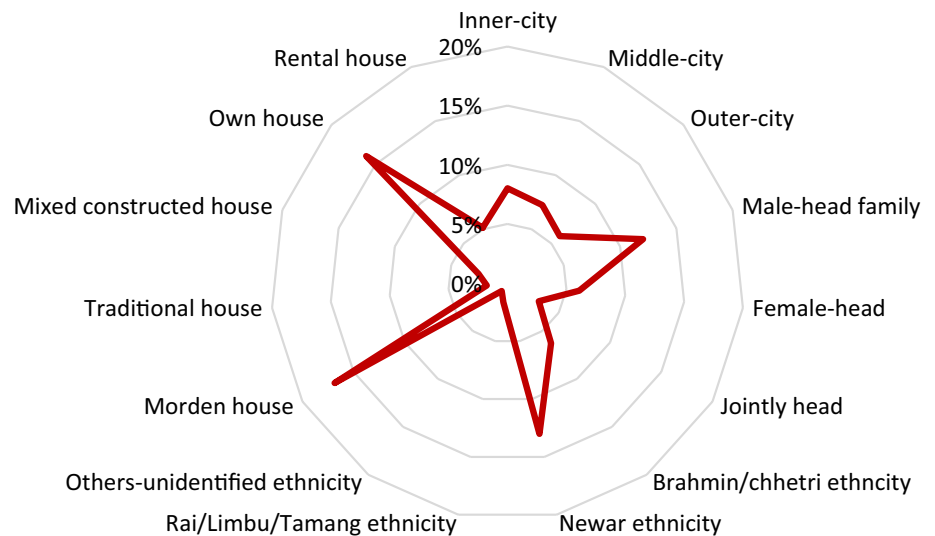 Inner-city
20%
Rental house
Middle-city
15%
Own house
Outer-city
10%
Mixed constructed house
Male-head family
5%
0%
Traditional house
Female-head
Morden house
Jointly head
Others-unidentified ethnicity
Brahmin/chhetri ethncity
Rai/Limbu/Tamang ethnicity
Newar ethnicity